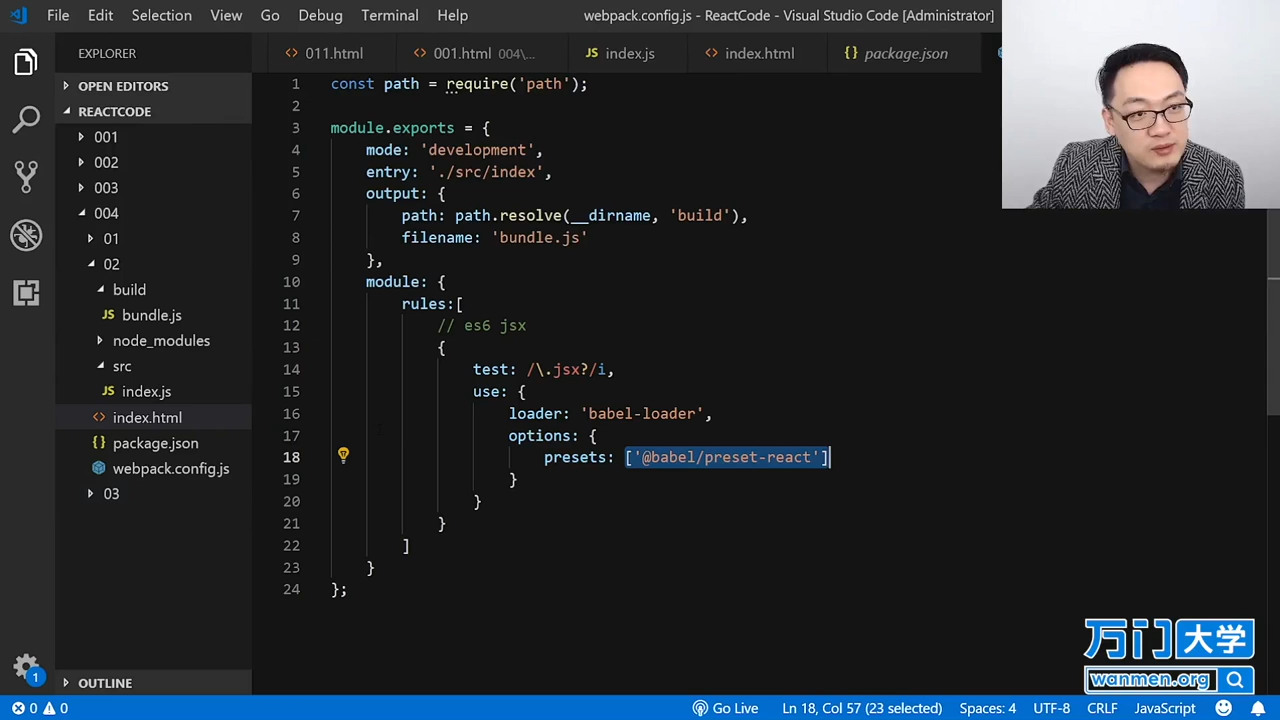 File Edit Selection View Go Debug Terminal Help
webpack.config.js - ReactCode - Visual Studio Code [Administrator]
EXPLORER
011.html
001.html 004\...
index.js
index.html
package.json
OPEN EDITORS
REACTCODE
001
002
003
004
01
02
build
bundle.js
node_modules
src
index.js
index.html
package.json
webpack.config.js
03
OUTLINE
1 const path = require('path');
2
3 module.exports = {
4 mode: 'development',
5 entry: './src/index',
6 output: {
7 path: path.resolve(__dirname, 'build'),
8 filename: 'bundle.js'
9 },
10 module: {
11 rules:[
12 // es6 jsx
13 {
14 test: /\.jsx?/i,
15 use: {
16 loader: 'babel-loader',
17 options: {
18 presets: ['@babel/preset-react']
19 }
20 }
21 }
22 ]
23 }
24 };
万门大学
wanmen.org
1
0 0
Go Live
Ln 18, Col 57 (23 selected)
Spaces: 4
UTF-8
CRLF
JavaScript